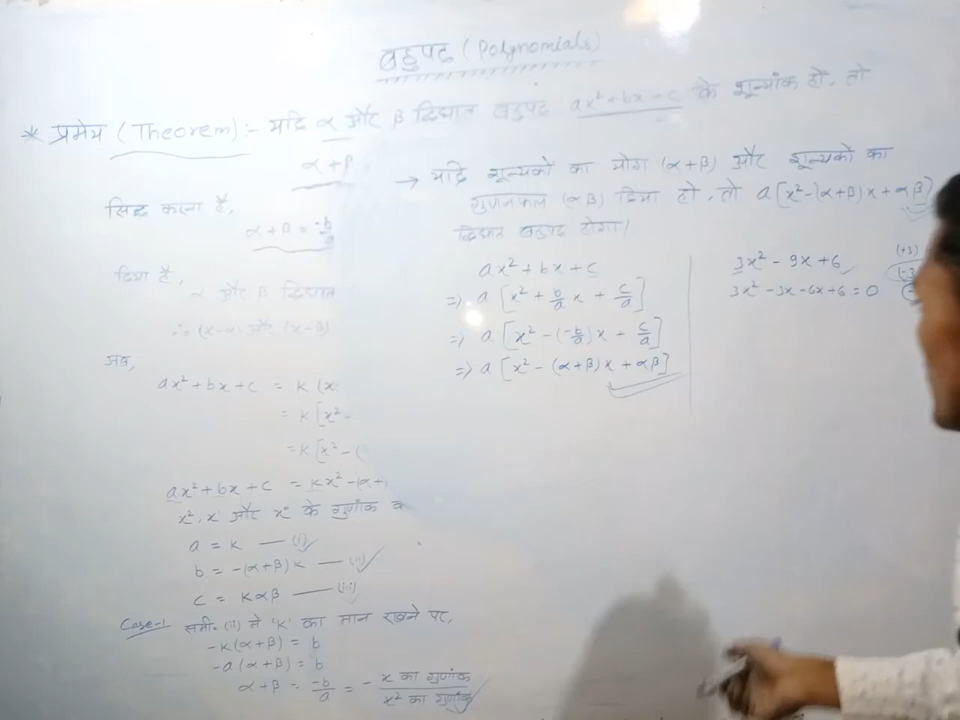 बहुपद (Polynomials)
* प्रमेय (Theorem) :- यदि α और β द्विघात बहुपद ax² + bx + c के शून्यांक हो, तो
α + β
सिद्ध करना है,
α + β = -b/a
दिया है,
α और β द्विघात
∴ (x-α) और (x-β)
अब,
ax² + bx + c = K (x
= K [x² -
= K [x² - (
ax² + bx + c = Kx² - (α +
x², x और x° के गुणांक
a = K — (i)
b = -(α+β)K — (ii)
c = Kαβ — (iii)
Case-1 समी. (ii) से 'K' का मान रखने पर,
-K(α+β) = b
-a(α+β) = b
α+β = -b/a = - x का गुणांक / x² का गुणांक
→ यदि शून्यकों का योग (α+β) और शून्यकों का
गुणनफल (αβ) दिया हो, तो a[x² - (α+β)x + αβ]
द्विघात बहुपद होगा।
ax² + bx + c
=> a [x² + b/a x + c/a]
=> a [x² - (-b/a)x + c/a]
=> a [x² - (α+β)x + αβ]
3x² - 9x + 6
3x² - 3x - 6x + 6 = 0
(+3)
(-3